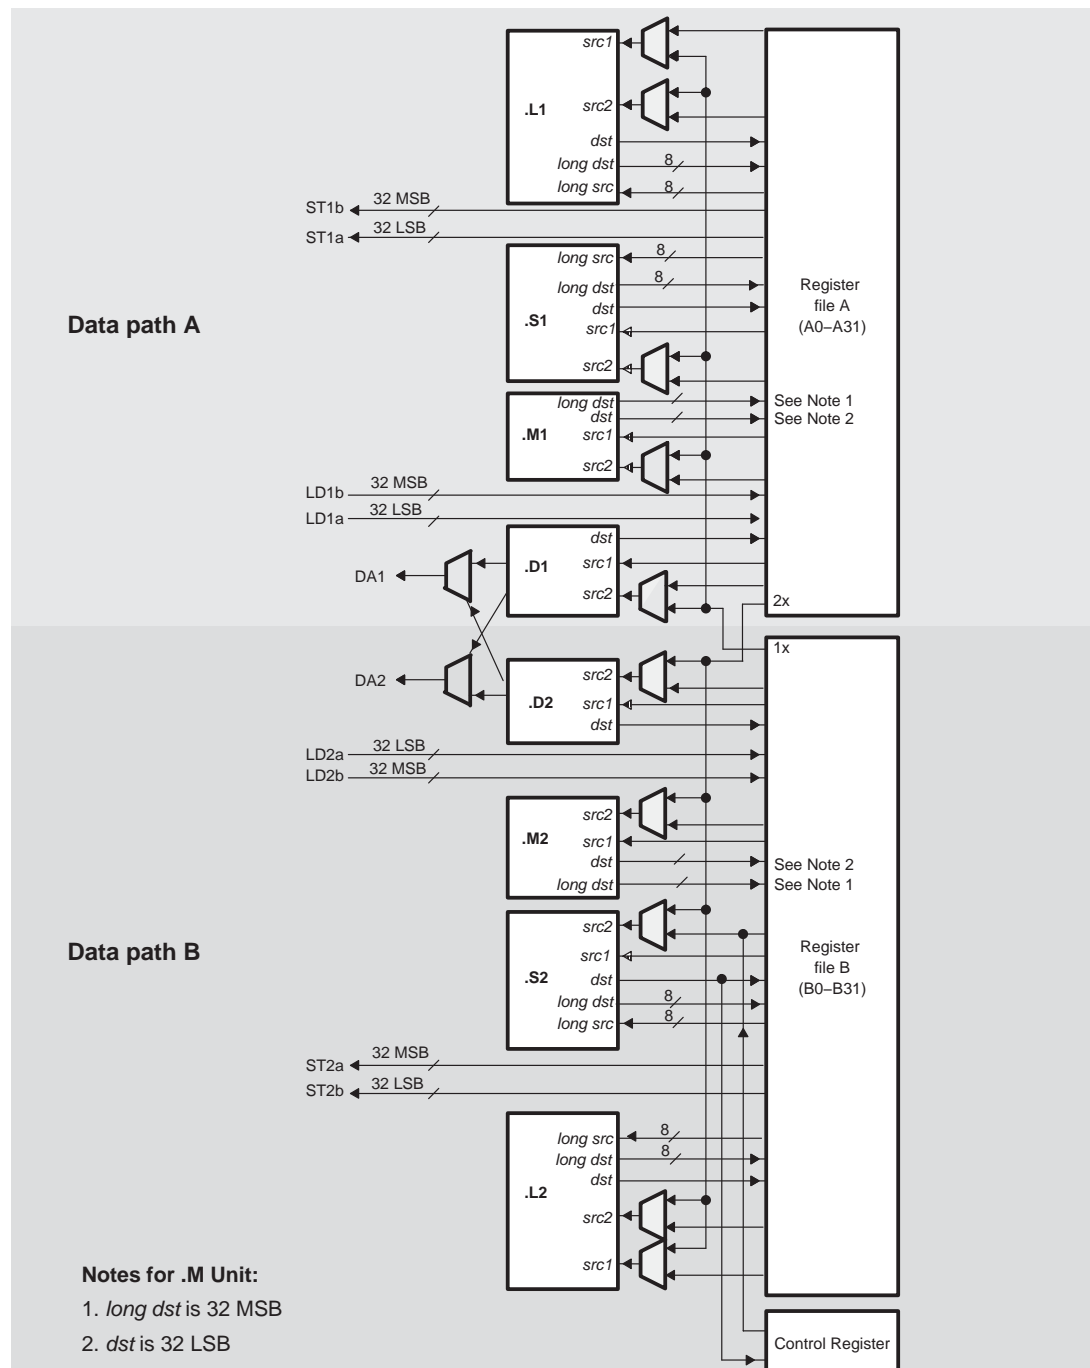 src1
src2
.L1
dst
long dst
8
long src
8
ST1b
32 MSB
ST1a
32 LSB
long src
8
long dst
8
dst
.S1
src1
src2
Register
file A
(A0–A31)
Data path A
long dst
See Note 1
dst
See Note 2
.M1
src1
src2
LD1b
32 MSB
LD1a
32 LSB
dst
.D1
src1
src2
DA1
2x
1x
DA2
src2
.D2
src1
dst
LD2a
32 LSB
LD2b
32 MSB
src2
.M2
src1
dst
See Note 2
long dst
See Note 1
src2
Data path B
src1
.S2
dst
long dst
8
long src
8
Register
file B
(B0–B31)
ST2a
32 MSB
ST2b
32 LSB
long src
8
long dst
8
dst
.L2
src2
src1
Notes for .M Unit:
1. long dst is 32 MSB
2. dst is 32 LSB
Control Register